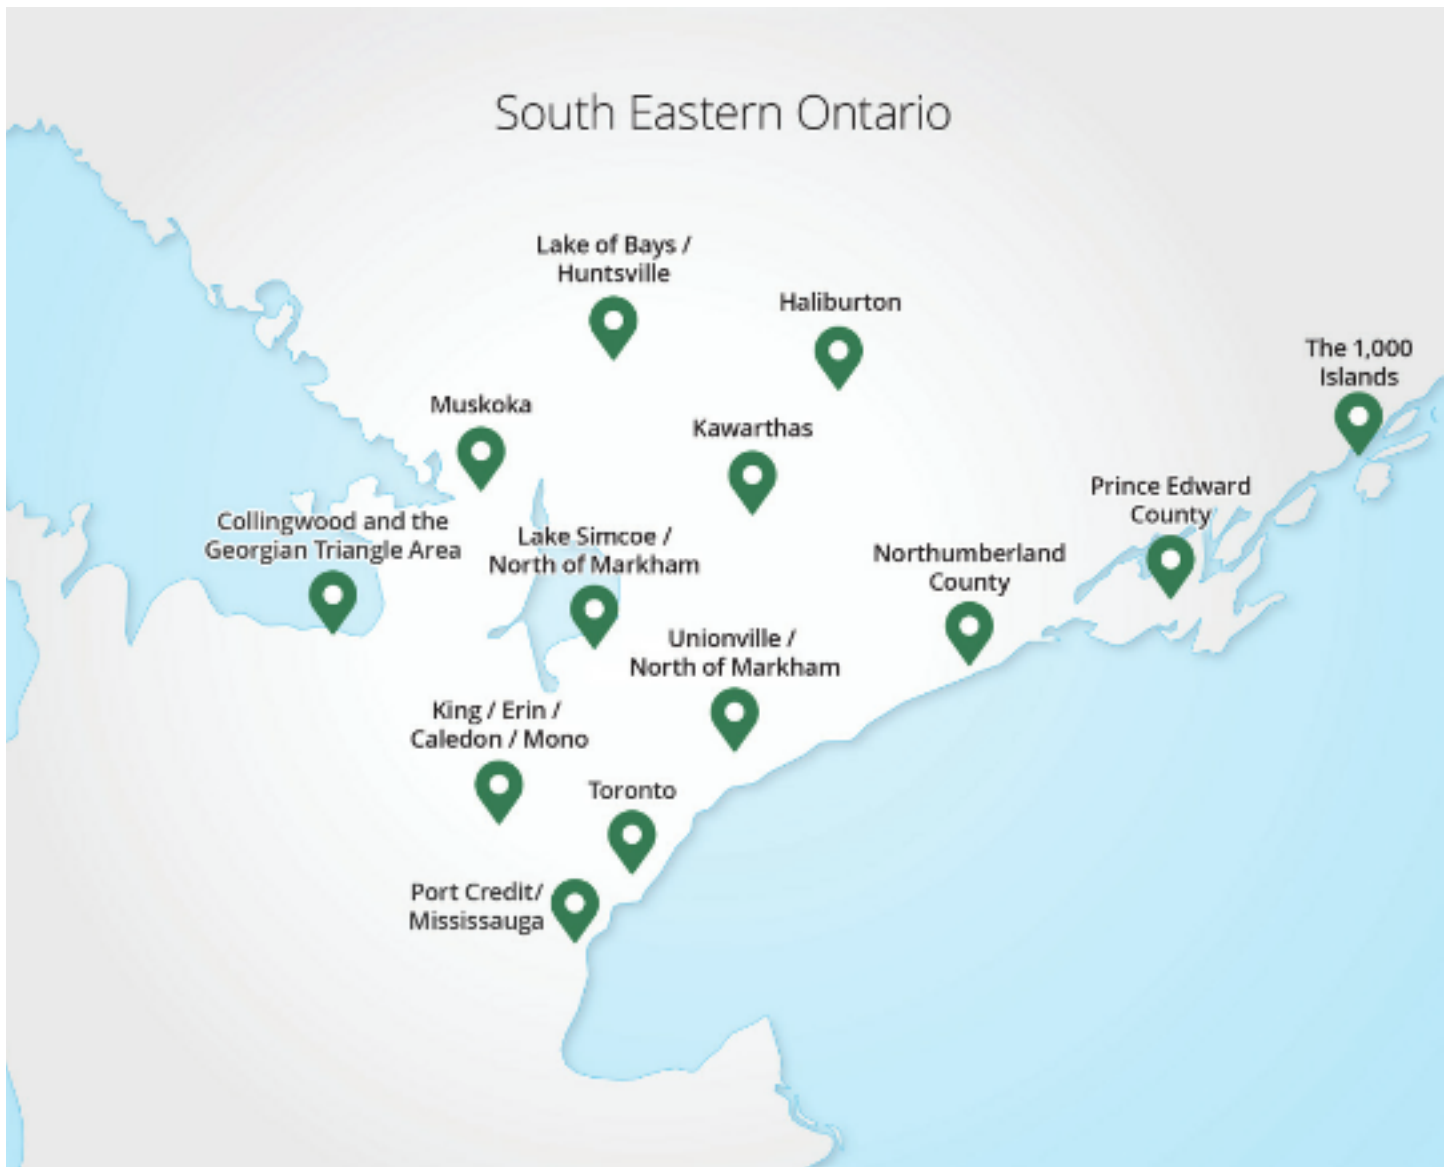 South Eastern Ontario
Lake of Bays /
Huntsville
Haliburton
The 1,000
Islands
Muskoka
Kawarthas
Prince Edward
County
Collingwood and the
Georgian Triangle Area
Lake Simcoe /
North of Markham
Northumberland
County
Unionville /
North of Markham
King / Erin /
Caledon / Mono
Toronto
Port Credit/
Mississauga